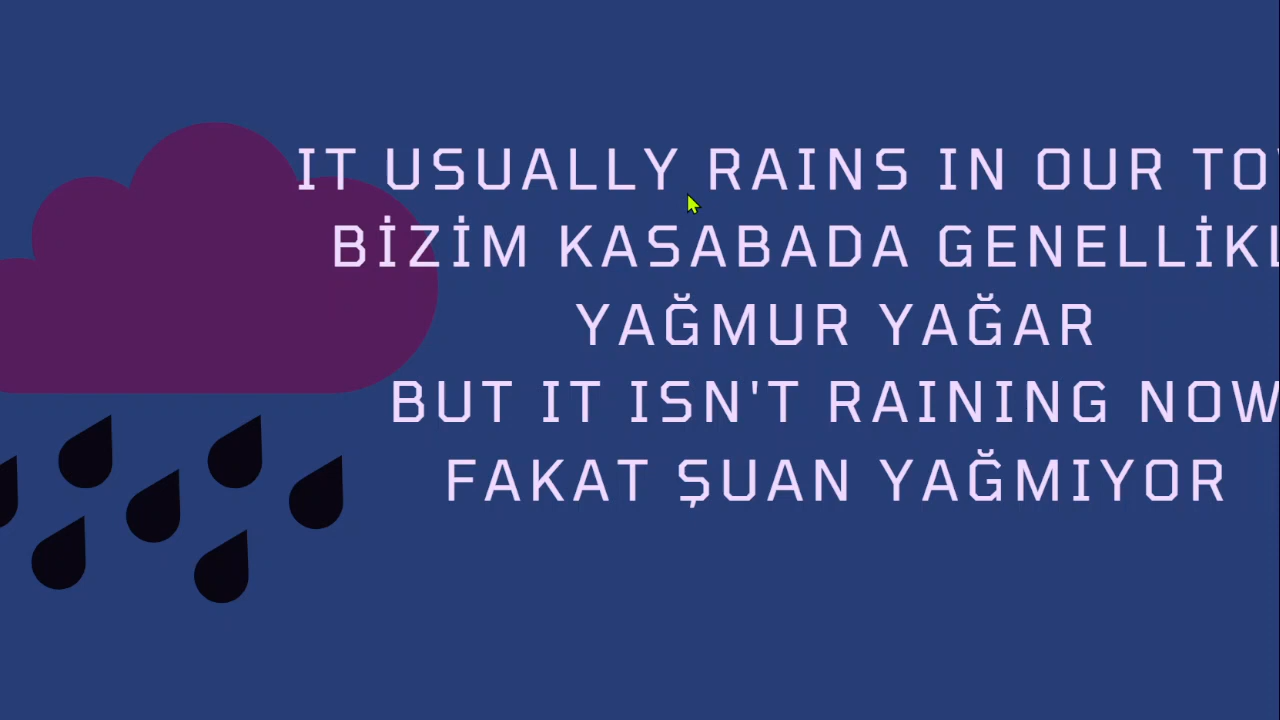 IT USUALLY RAINS IN OUR
BİZİM KASABADA
YAĞMUR YAĞAR
BUT IT ISN'T RAINING NOW
FAKAT ŞUAN YAĞMIYOR